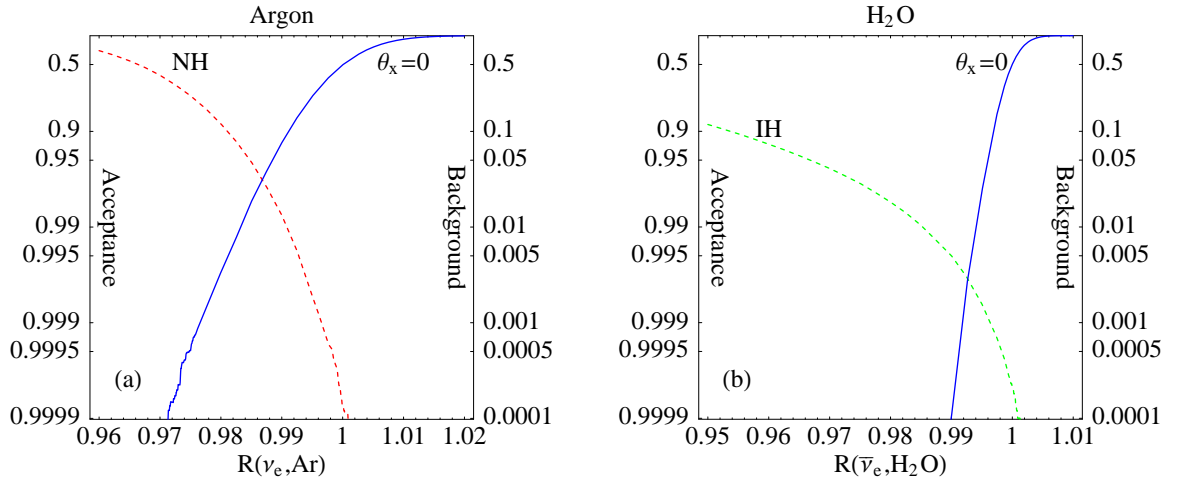 Argon
NH
θx=0
0.5
0.9
0.95
0.99
0.995
0.999
0.9995
0.9999
Acceptance
Background
0.5
0.1
0.05
0.01
0.005
0.001
0.0005
0.0001
(a)
0.96 0.97 0.98 0.99 1 1.01 1.02
R(νe,Ar)
H2O
θx=0
IH
0.5
0.9
0.95
0.99
0.995
0.999
0.9995
0.9999
Acceptance
Background
0.5
0.1
0.05
0.01
0.005
0.001
0.0005
0.0001
(b)
0.95 0.96 0.97 0.98 0.99 1 1.01
R(ν̅e,H2O)